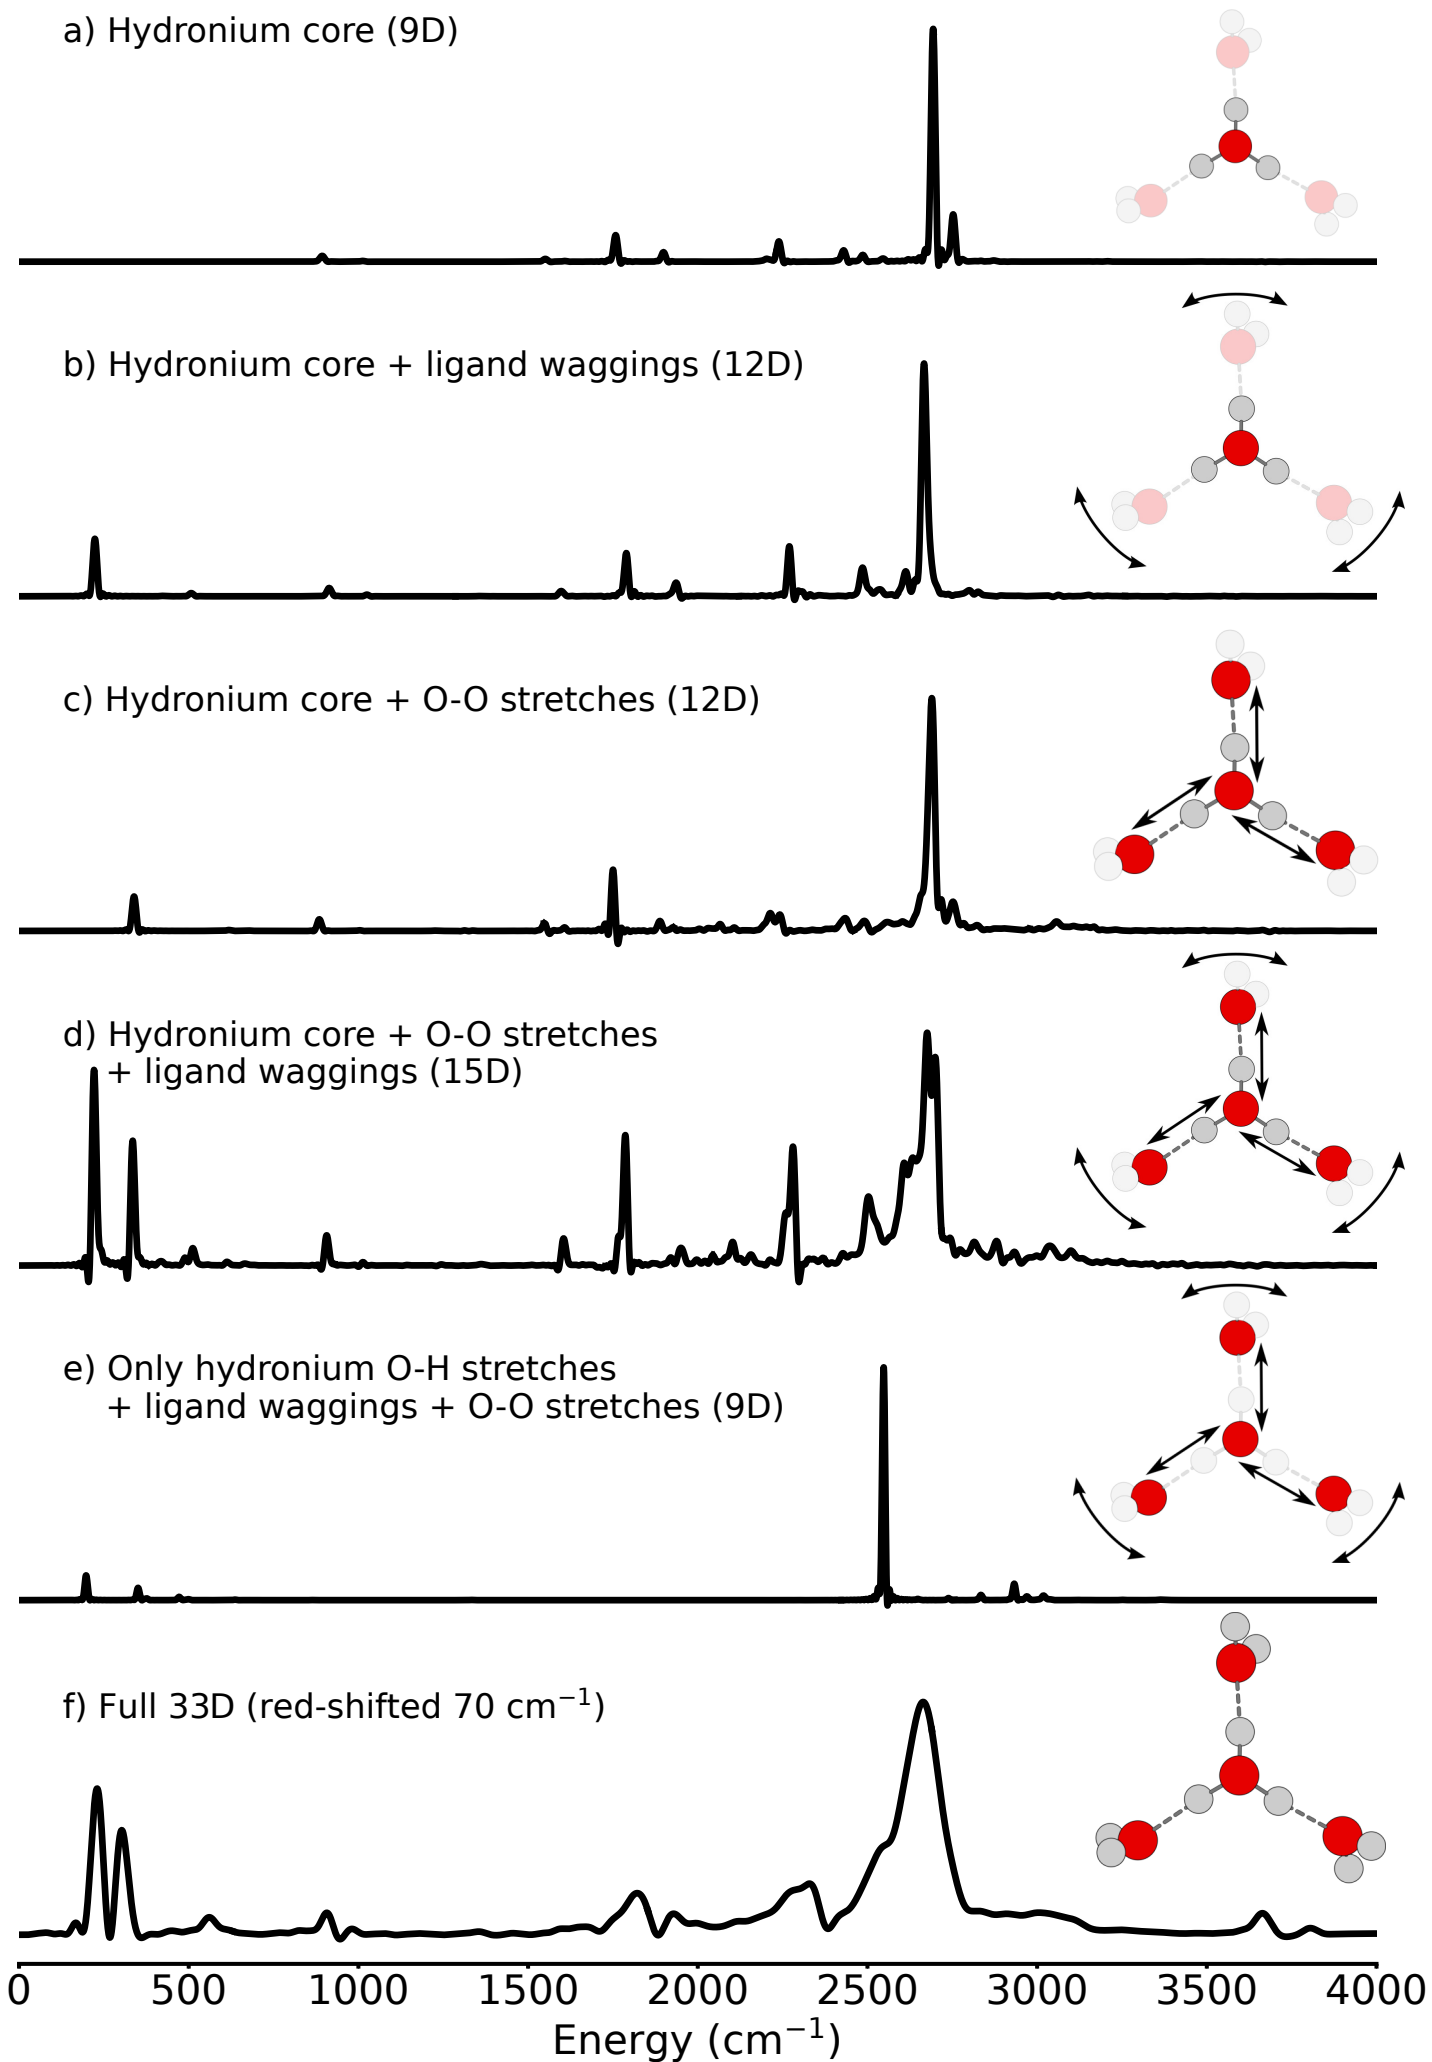 a) Hydronium core (9D)
b) Hydronium core + ligand waggings (12D)
c) Hydronium core + O-O stretches (12D)
d) Hydronium core + O-O stretches
+ ligand waggings (15D)
e) Only hydronium O-H stretches
+ ligand waggings + O-O stretches (9D)
f) Full 33D (red-shifted 70 cm⁻¹)
0 500 1000 1500 2000 2500 3000 3500 4000
Energy (cm⁻¹)